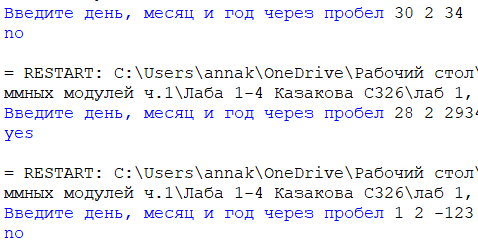 Введите день, месяц и год через пробел 30 2 34
no
= RESTART: C:\Users\annak\OneDrive\Рабочий стол\
ммных модулей ч.1\Лаба 1-4 Казакова С326\лаб 1,
Введите день, месяц и год через пробел 28 2 2934
yes
= RESTART: C:\Users\annak\OneDrive\Рабочий стол\
ммных модулей ч.1\Лаба 1-4 Казакова С326\лаб 1,
Введите день, месяц и год через пробел 1 2 -123
no